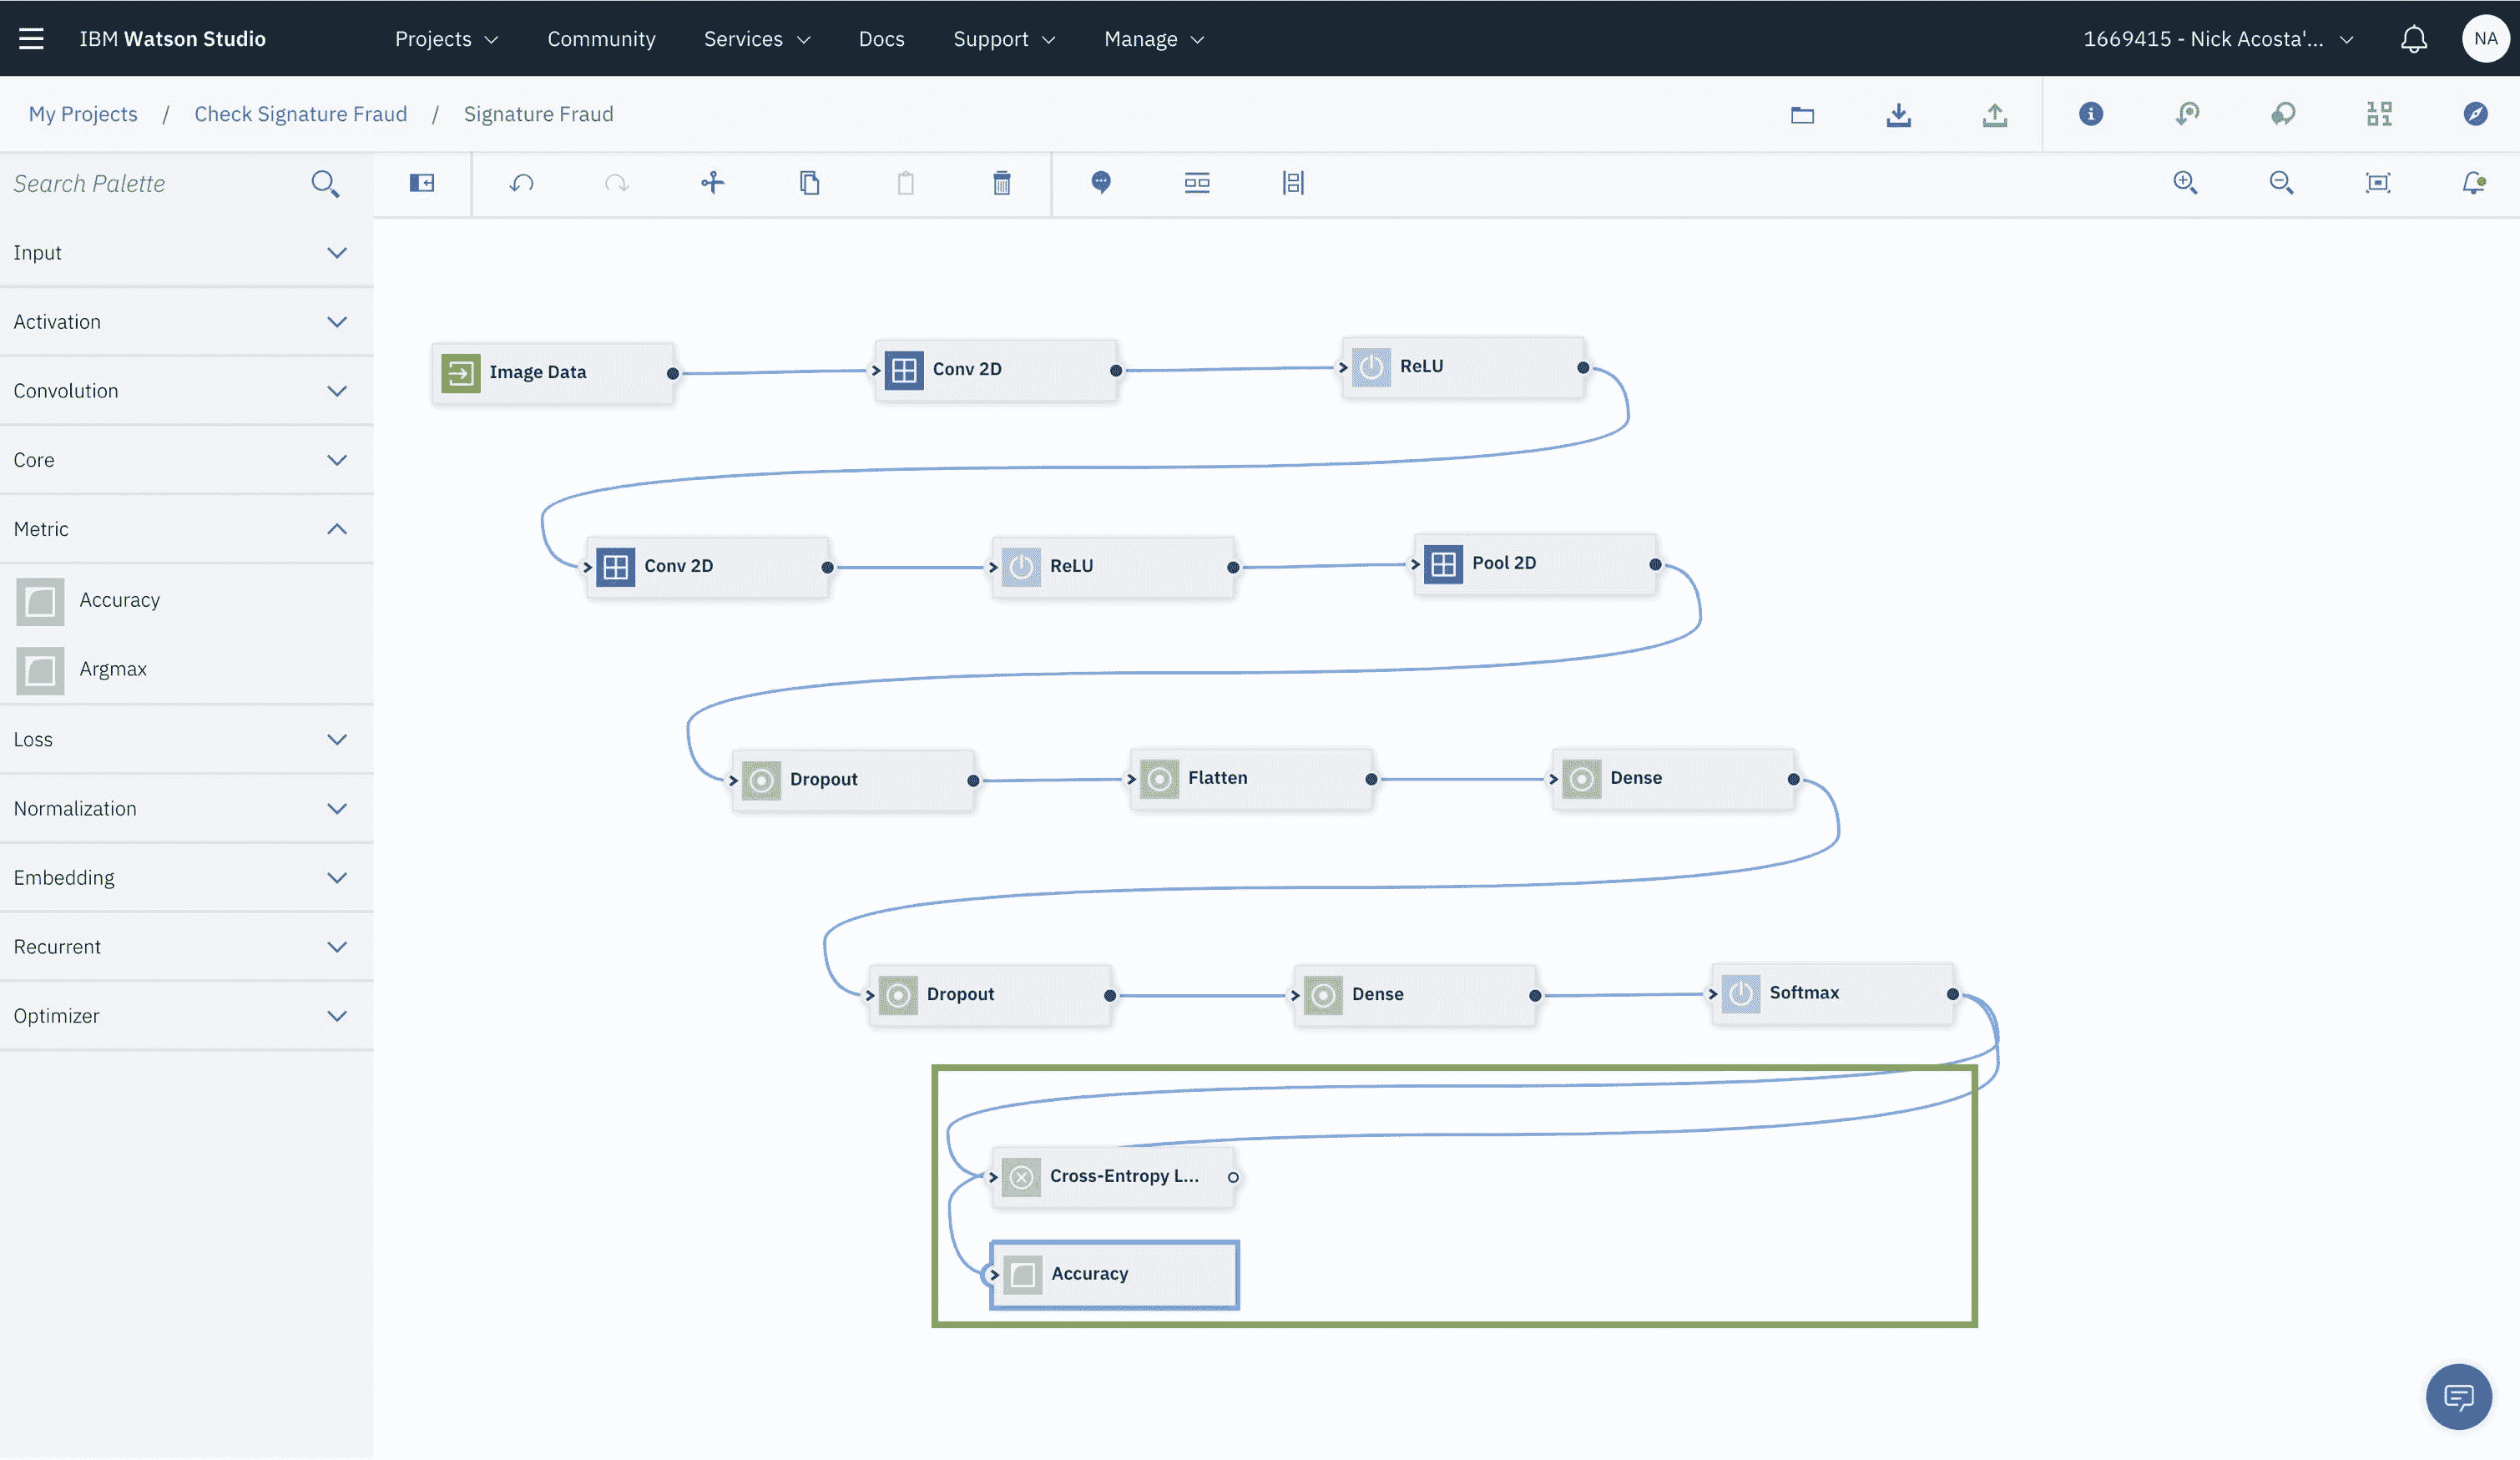 IBM Watson Studio
Projects
Community
Services
Docs
Support
Manage
1669415 - Nick Acosta'...
NA
My Projects / Check Signature Fraud / Signature Fraud
Search Palette
Input
Activation
Convolution
Core
Metric
Accuracy
Argmax
Loss
Normalization
Embedding
Recurrent
Optimizer
Image Data
Conv 2D
ReLU
Conv 2D
ReLU
Pool 2D
Dropout
Flatten
Dense
Dropout
Dense
Softmax
Cross-Entropy L...
Accuracy